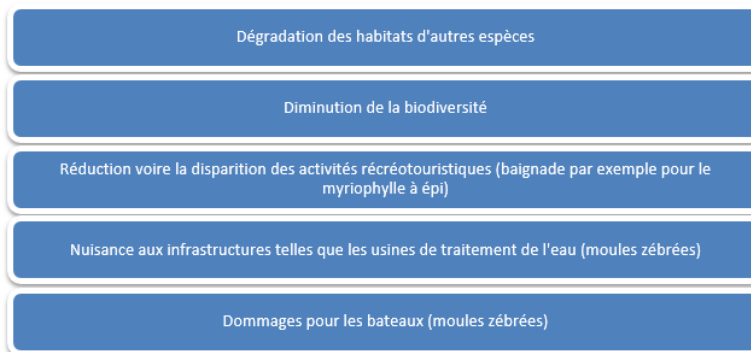 Dégradation des habitats d'autres espèces
Diminution de la biodiversité
Réduction voire la disparition des activités récréotouristiques (baignade par exemple pour le
myriophylle à épi)
Nuisance aux infrastructures telles que les usines de traitement de l'eau (moules zébrées)
Dommages pour les bateaux (moules zébrées)